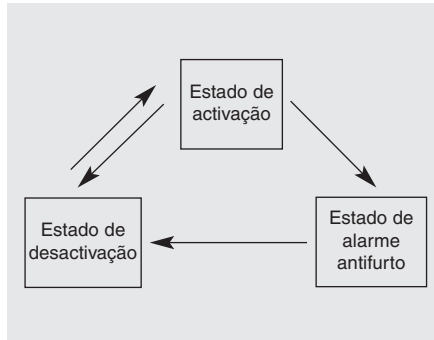 Estado de
activação
Estado de
desactivação
Estado de
alarme
antifurto